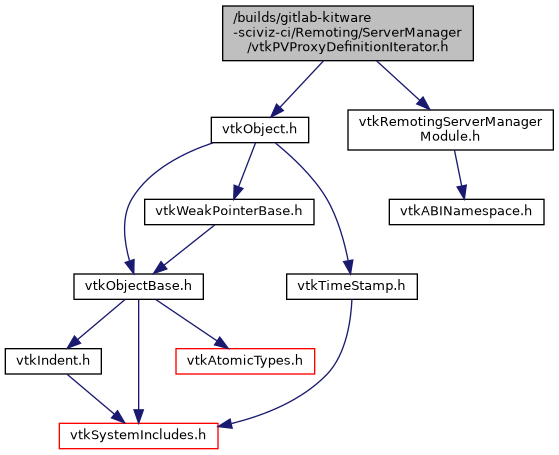 /builds/gitlab-kitware
-sciviz-ci/Remoting/ServerManager
/vtkPVProxyDefinitionIterator.h
vtkObject.h
vtkRemotingServerManager
Module.h
vtkWeakPointerBase.h
vtkABINamespace.h
vtkObjectBase.h
vtkTimeStamp.h
vtkIndent.h
vtkAtomicTypes.h
vtkSystemIncludes.h